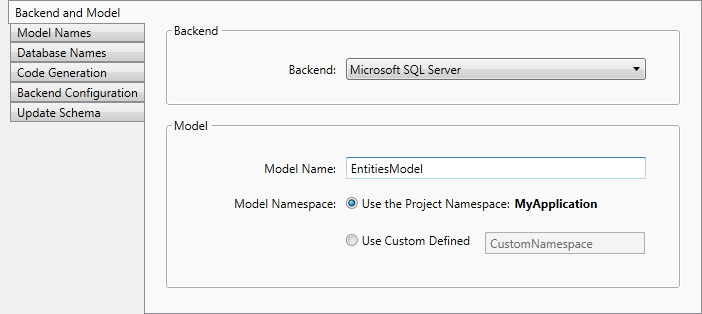 Backend and Model
Model Names
Database Names
Code Generation
Backend Configuration
Update Schema
Backend
Backend: Microsoft SQL Server
Model
Model Name: EntitiesModel
Model Namespace: Use the Project Namespace: MyApplication
Use Custom Defined CustomNamespace